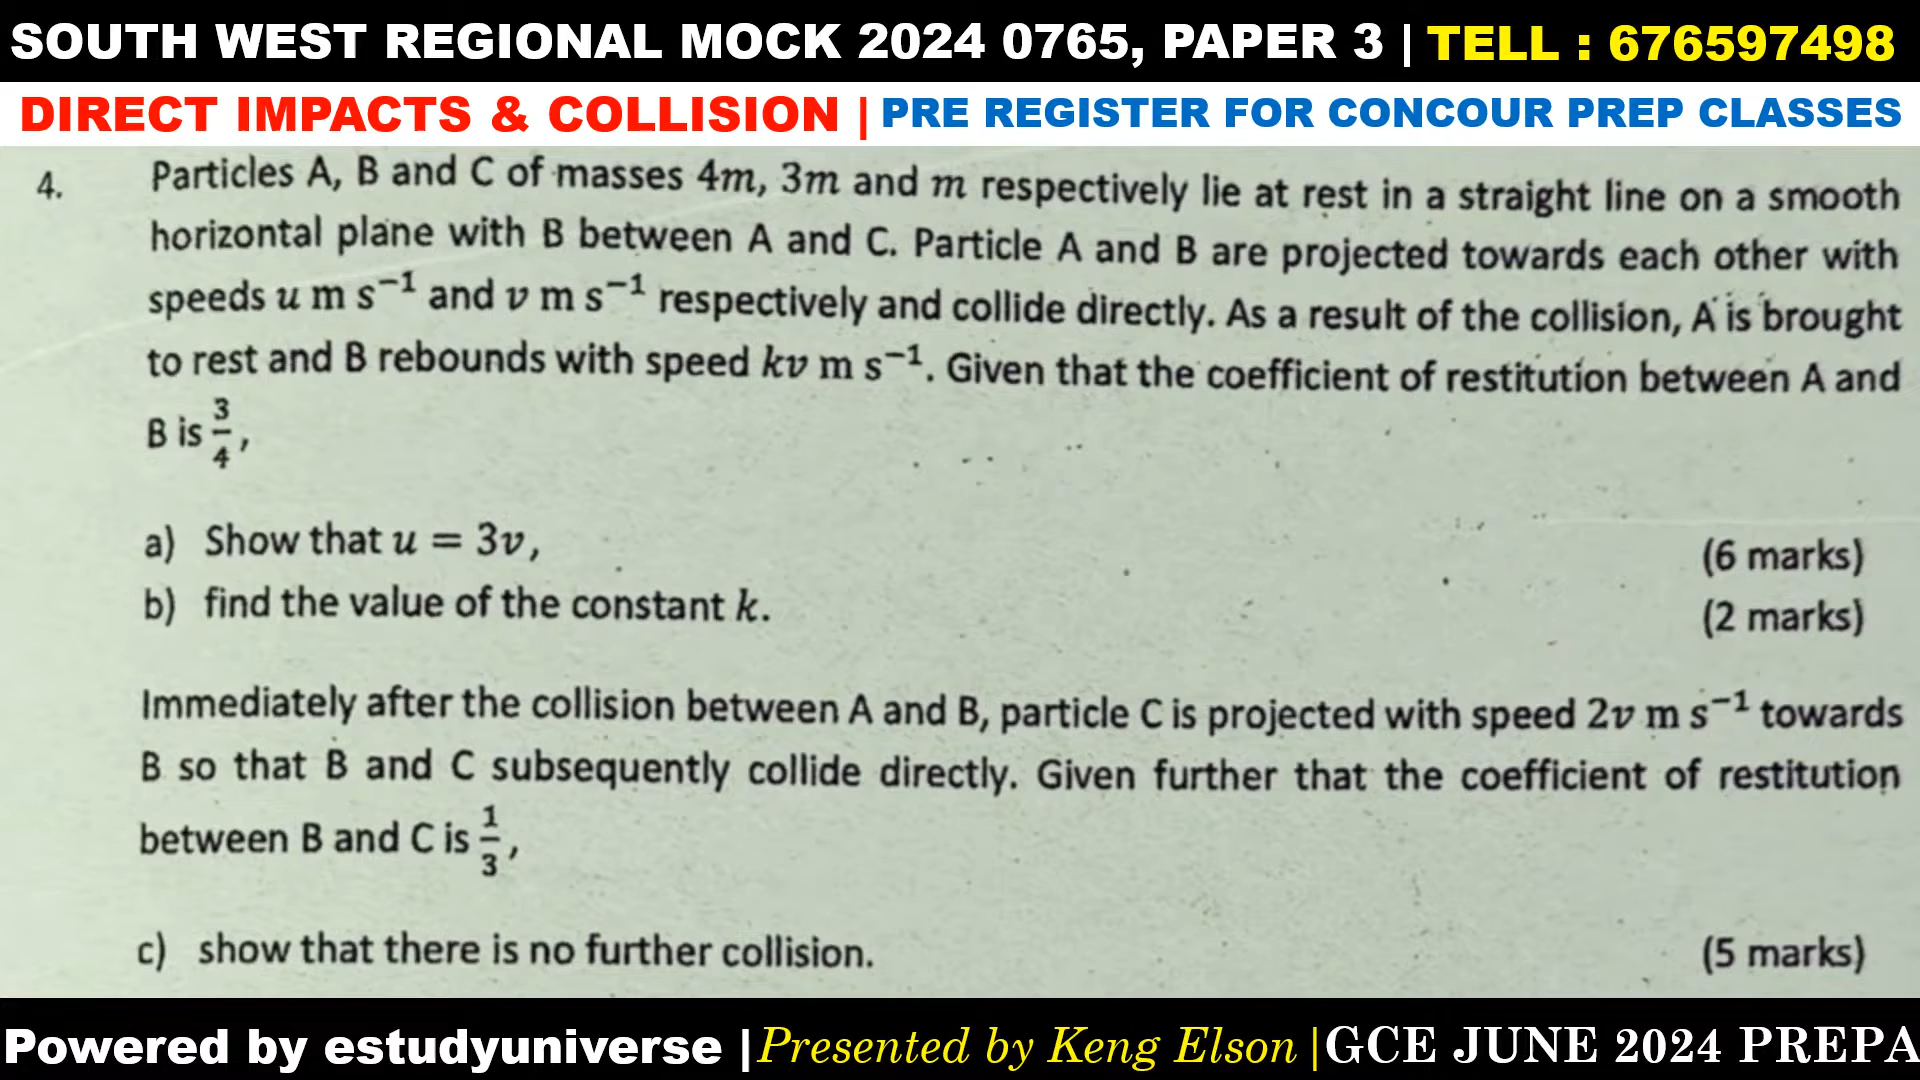 SOUTH WEST REGIONAL MOCK 2024 0765, PAPER 3 | TELL : 676597498
DIRECT IMPACTS & COLLISION | PRE REGISTER FOR CONCOUR PREP CLASSES
4. Particles A, B and C of masses 4m, 3m and m respectively lie at rest in a straight line on a smooth
horizontal plane with B between A and C. Particle A and B are projected towards each other with
speeds u m s⁻¹ and v m s⁻¹ respectively and collide directly. As a result of the collision, A is brought
to rest and B rebounds with speed kv m s⁻¹. Given that the coefficient of restitution between A and
B is 3/4,
a) Show that u = 3v, (6 marks)
b) find the value of the constant k. (2 marks)
Immediately after the collision between A and B, particle C is projected with speed 2v m s⁻¹ towards
B so that B and C subsequently collide directly. Given further that the coefficient of restitution
between B and C is 1/3,
c) show that there is no further collision. (5 marks)
Powered by estudyuniverse | Presented by Keng Elson | GCE JUNE 2024 PREPA